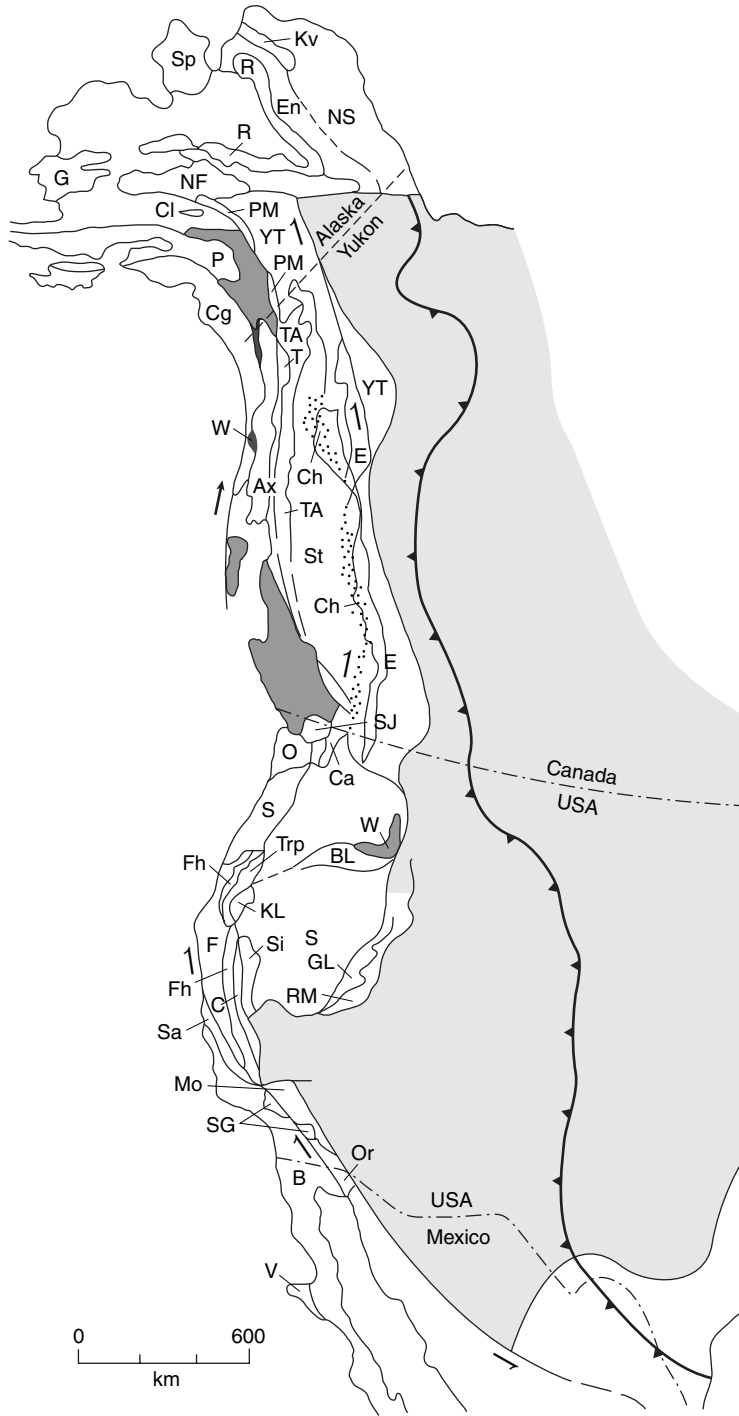 Sp
Kv
R
En
NS
R
G
NF
Cl
PM
YT
Alaska
Yukon
P
PM
Cg
TA
T
YT
W
E
Ch
Ax
TA
St
Ch
E
SJ
O
Ca
Canada
USA
S
W
Trp
Fh
BL
KL
S
Si
F
GL
Fh
C
RM
Sa
Mo
SG
Or
B
USA
Mexico
V
0 600
km